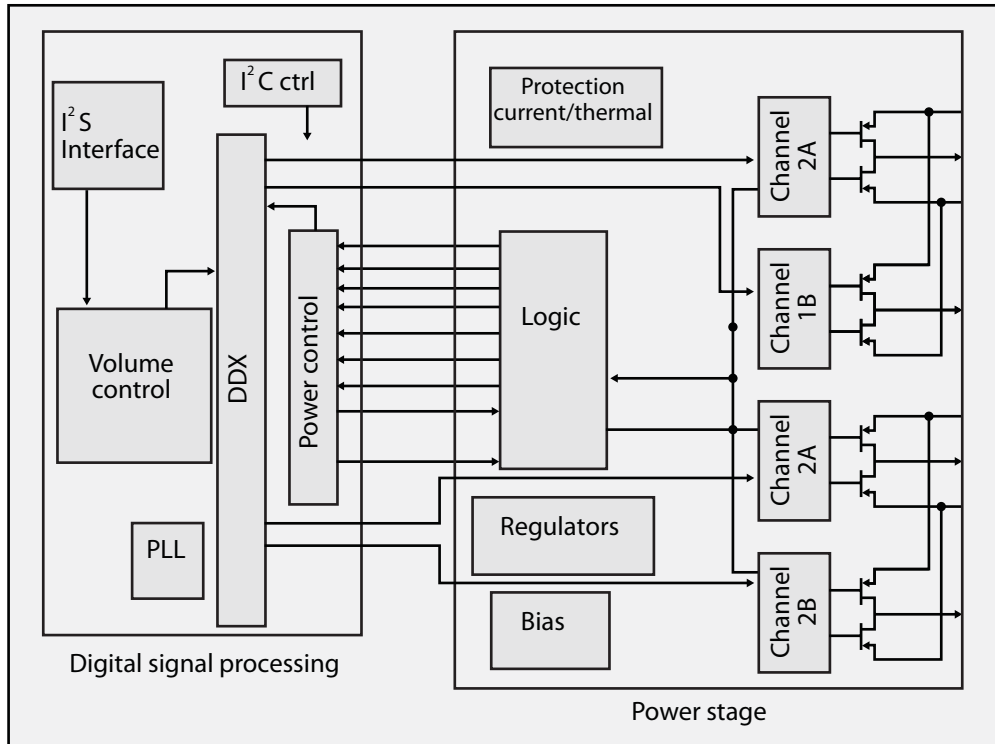 I²C ctrl
I²S
Interface
Volume
control
DDX
Power control
PLL
Digital signal processing
Protection
current/thermal
Logic
Regulators
Bias
Channel
2A
Channel
1B
Channel
2A
Channel
2B
Power stage